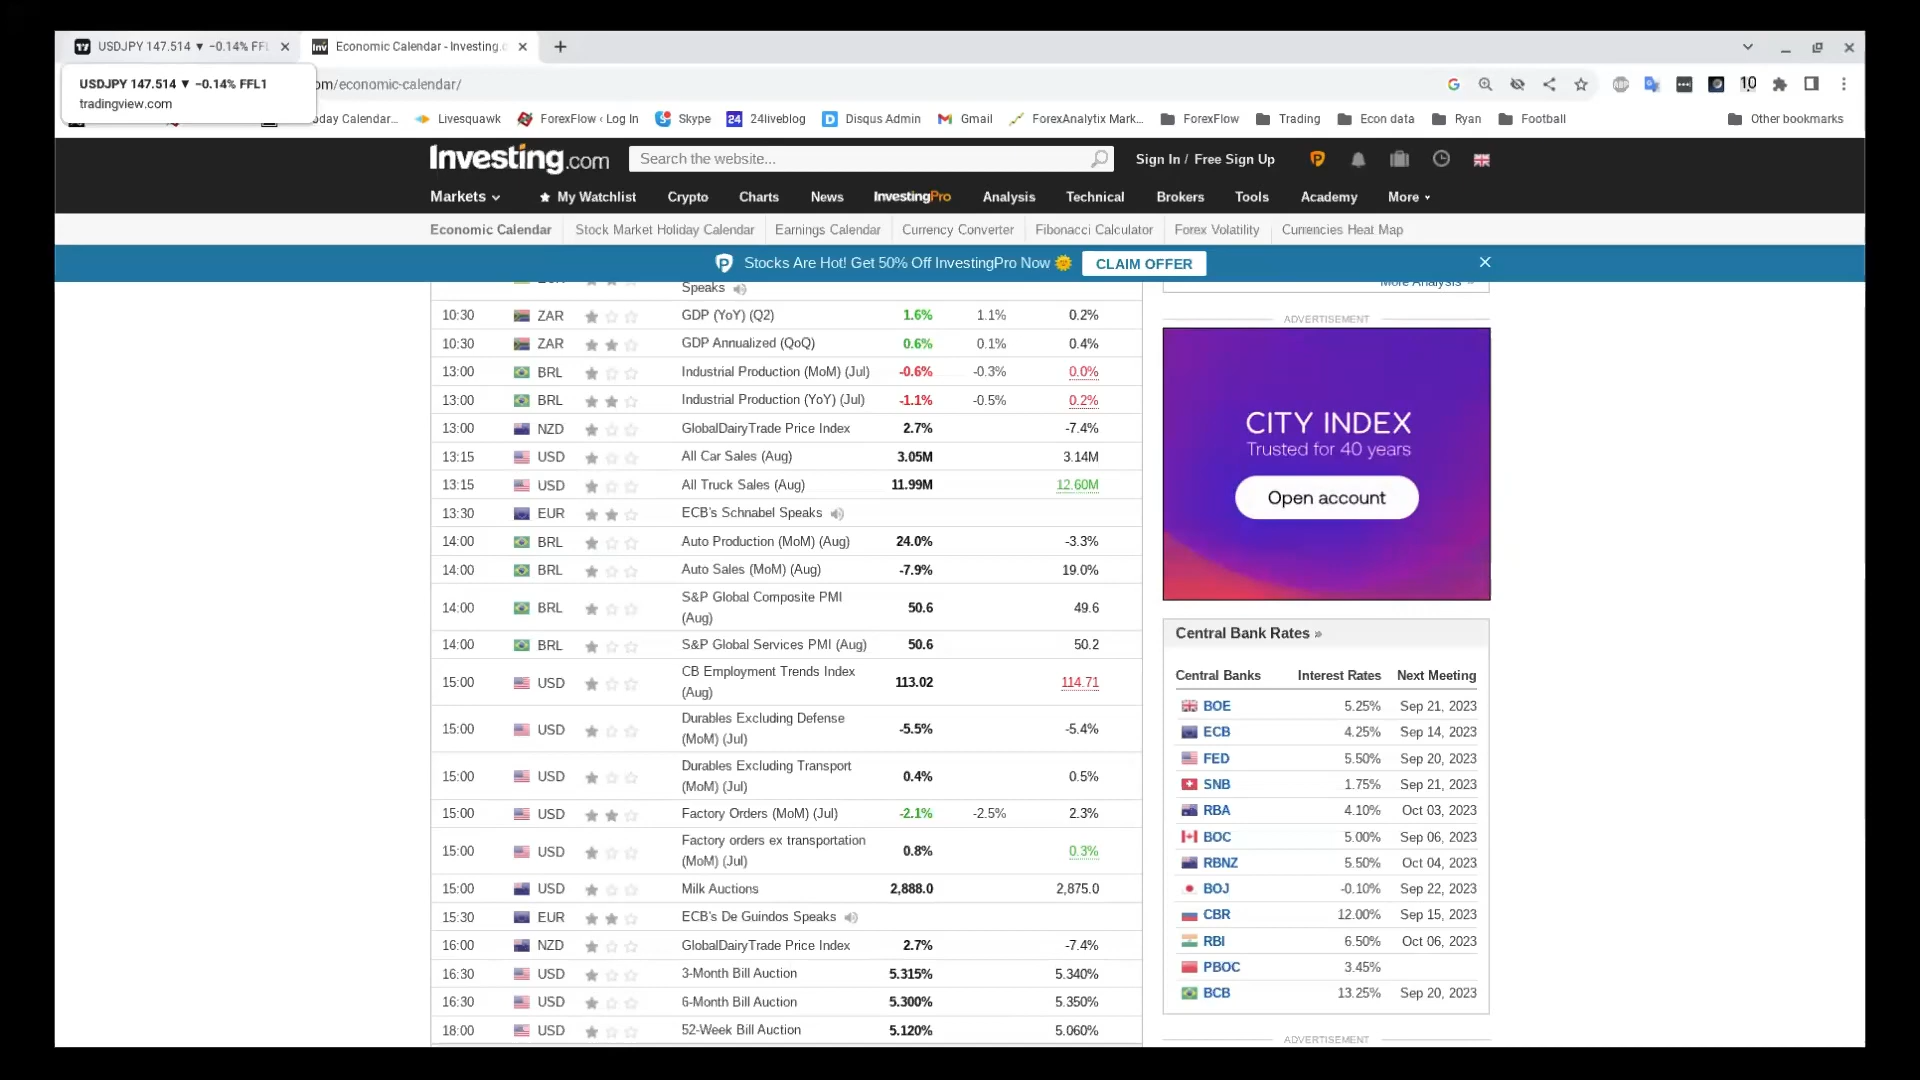 USDJPY 147.514 ▼ −0.14% FFL
Economic Calendar - Investing.c
USDJPY 147.514 ▼ −0.14% FFL1
tradingview.com
om/economic-calendar/
10
oday Calendar...
Livesquawk
ForexFlow ‹ Log In
Skype
24 24liveblog
Disqus Admin
Gmail
ForexAnalytix Mark...
ForexFlow
Trading
Econ data
Ryan
Football
Other bookmarks
Investing.com
Search the website...
Sign In / Free Sign Up
Markets
My Watchlist
Crypto
Charts
News
InvestingPro
Analysis
Technical
Brokers
Tools
Academy
More
Economic Calendar
Stock Market Holiday Calendar
Earnings Calendar
Currency Converter
Fibonacci Calculator
Forex Volatility
Currencies Heat Map
Stocks Are Hot! Get 50% Off InvestingPro Now 🌞 CLAIM OFFER
Speaks
10:30 ZAR GDP (YoY) (Q2) 1.6% 1.1% 0.2%
10:30 ZAR GDP Annualized (QoQ) 0.6% 0.1% 0.4%
13:00 BRL Industrial Production (MoM) (Jul) -0.6% -0.3% 0.0%
13:00 BRL Industrial Production (YoY) (Jul) -1.1% -0.5% 0.2%
13:00 NZD GlobalDairyTrade Price Index 2.7% -7.4%
13:15 USD All Car Sales (Aug) 3.05M 3.14M
13:15 USD All Truck Sales (Aug) 11.99M 12.60M
13:30 EUR ECB's Schnabel Speaks
14:00 BRL Auto Production (MoM) (Aug) 24.0% -3.3%
14:00 BRL Auto Sales (MoM) (Aug) -7.9% 19.0%
S&P Global Composite PMI
14:00 BRL (Aug) 50.6 49.6
14:00 BRL S&P Global Services PMI (Aug) 50.6 50.2
CB Employment Trends Index
15:00 USD (Aug) 113.02 114.71
Durables Excluding Defense
15:00 USD (MoM) (Jul) -5.5% -5.4%
Durables Excluding Transport
15:00 USD (MoM) (Jul) 0.4% 0.5%
15:00 USD Factory Orders (MoM) (Jul) -2.1% -2.5% 2.3%
Factory orders ex transportation
15:00 USD (MoM) (Jul) 0.8% 0.3%
15:00 USD Milk Auctions 2,888.0 2,875.0
15:30 EUR ECB's De Guindos Speaks
16:00 NZD GlobalDairyTrade Price Index 2.7% -7.4%
16:30 USD 3-Month Bill Auction 5.315% 5.340%
16:30 USD 6-Month Bill Auction 5.300% 5.350%
18:00 USD 52-Week Bill Auction 5.120% 5.060%
More Analysis »
ADVERTISEMENT
CITY INDEX
Trusted for 40 years
Open account
Central Bank Rates »
Central Banks Interest Rates Next Meeting
BOE 5.25% Sep 21, 2023
ECB 4.25% Sep 14, 2023
FED 5.50% Sep 20, 2023
SNB 1.75% Sep 21, 2023
RBA 4.10% Oct 03, 2023
BOC 5.00% Sep 06, 2023
RBNZ 5.50% Oct 04, 2023
BOJ -0.10% Sep 22, 2023
CBR 12.00% Sep 15, 2023
RBI 6.50% Oct 06, 2023
PBOC 3.45%
BCB 13.25% Sep 20, 2023
ADVERTISEMENT